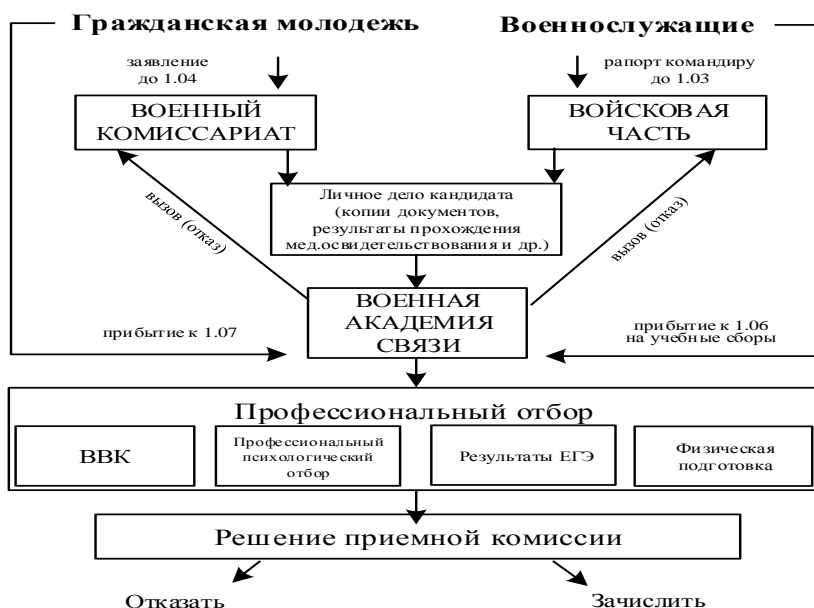 Гражданская молодежь
Военнослужащие
заявление
до 1.04
рапорт командиру
до 1.03
ВОЕННЫЙ
КОМИССАРИАТ
ВОЙСКОВАЯ
ЧАСТЬ
Личное дело кандидата
(копии документов,
результаты прохождения
мед.освидетельствования и др.)
вызов (отказ)
вызов (отказ)
ВОЕННАЯ
АКАДЕМИЯ
СВЯЗИ
прибытие к 1.07
прибытие к 1.06
на учебные сборы
Профессиональный отбор
ВВК
Профессиональный
психологический
отбор
Результаты ЕГЭ
Физическая
подготовка
Решение приемной комиссии
Отказать
Зачислить